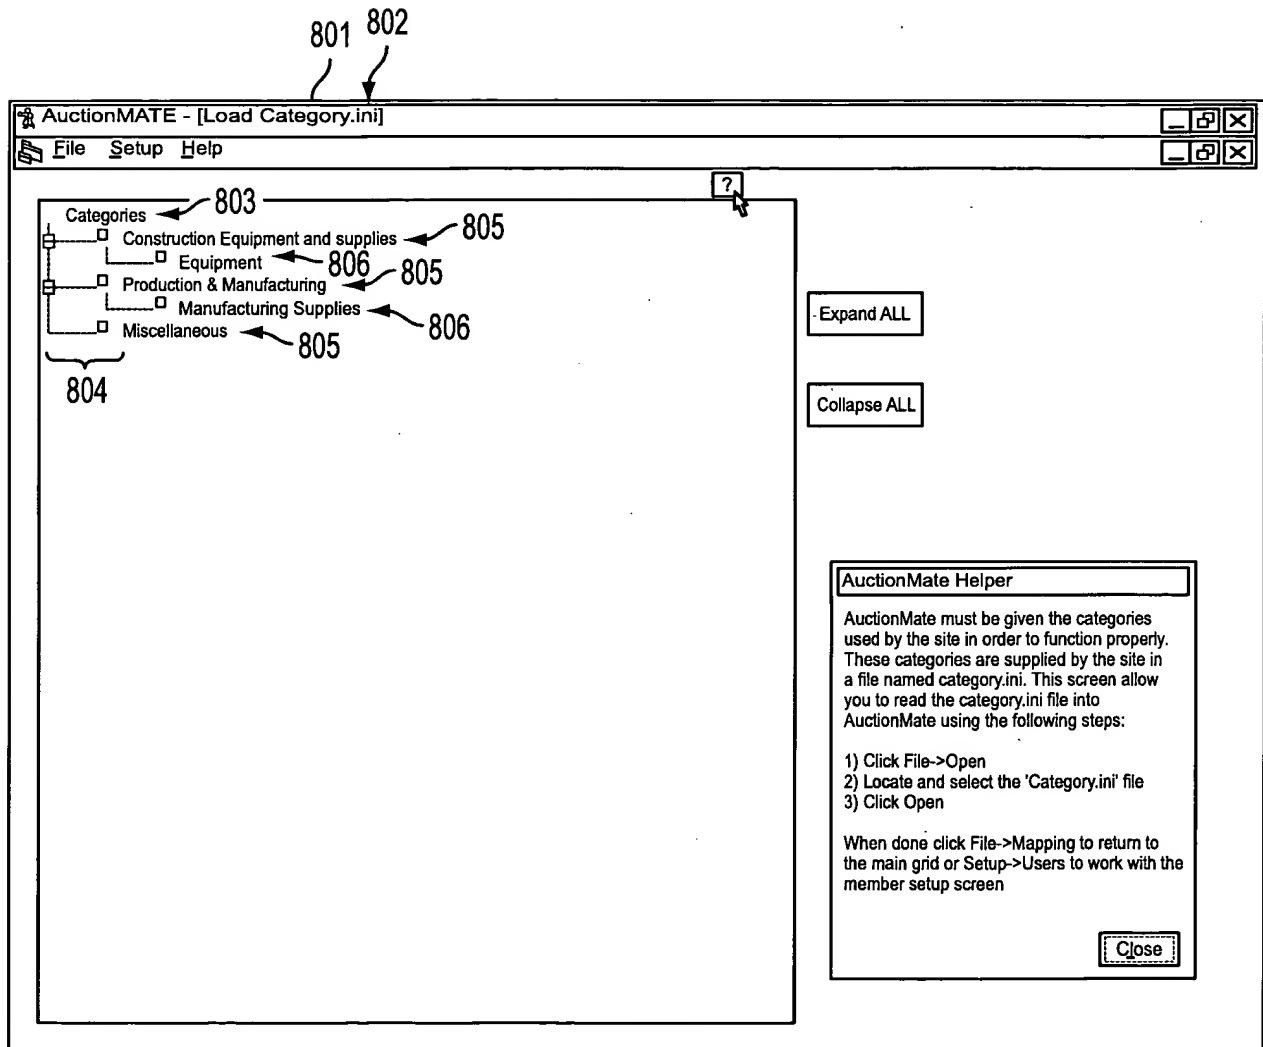 801 802
AuctionMATE - [Load Category.ini]
File Setup Help
?
Categories 803
Construction Equipment and supplies 805
Equipment 806
Production & Manufacturing 805
Manufacturing Supplies 806
Miscellaneous 805
804
Expand ALL
Collapse ALL
AuctionMate Helper
AuctionMate must be given the categories
used by the site in order to function properly.
These categories are supplied by the site in
a file named category.ini. This screen allow
you to read the category.ini file into
AuctionMate using the following steps:
1) Click File->Open
2) Locate and select the 'Category.ini' file
3) Click Open
When done click File->Mapping to return to
the main grid or Setup->Users to work with the
member setup screen
Close